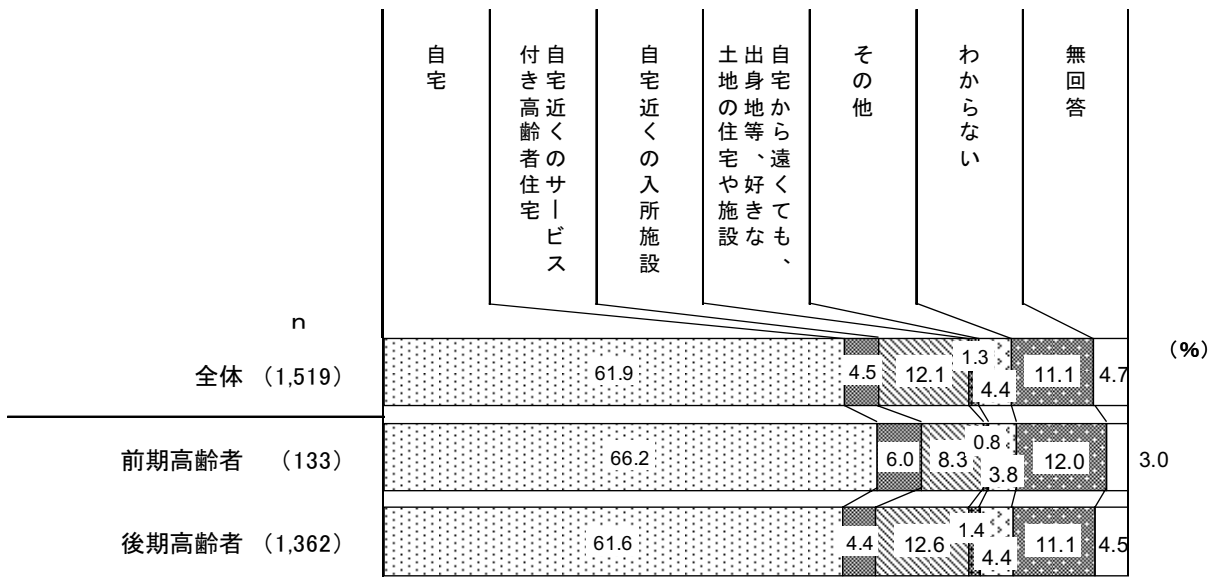 自宅
自宅近くのサービス
付き高齢者住宅
自宅近くの入所施設
自宅から遠くても、
出身地等、好きな
土地の住宅や施設
その他
わからない
無回答
n
(%)
全体 (1,519) 61.9 4.5 12.1 1.3 4.4 11.1 4.7
前期高齢者 (133) 66.2 6.0 8.3 0.8 3.8 12.0 3.0
後期高齢者 (1,362) 61.6 4.4 12.6 1.4 4.4 11.1 4.5